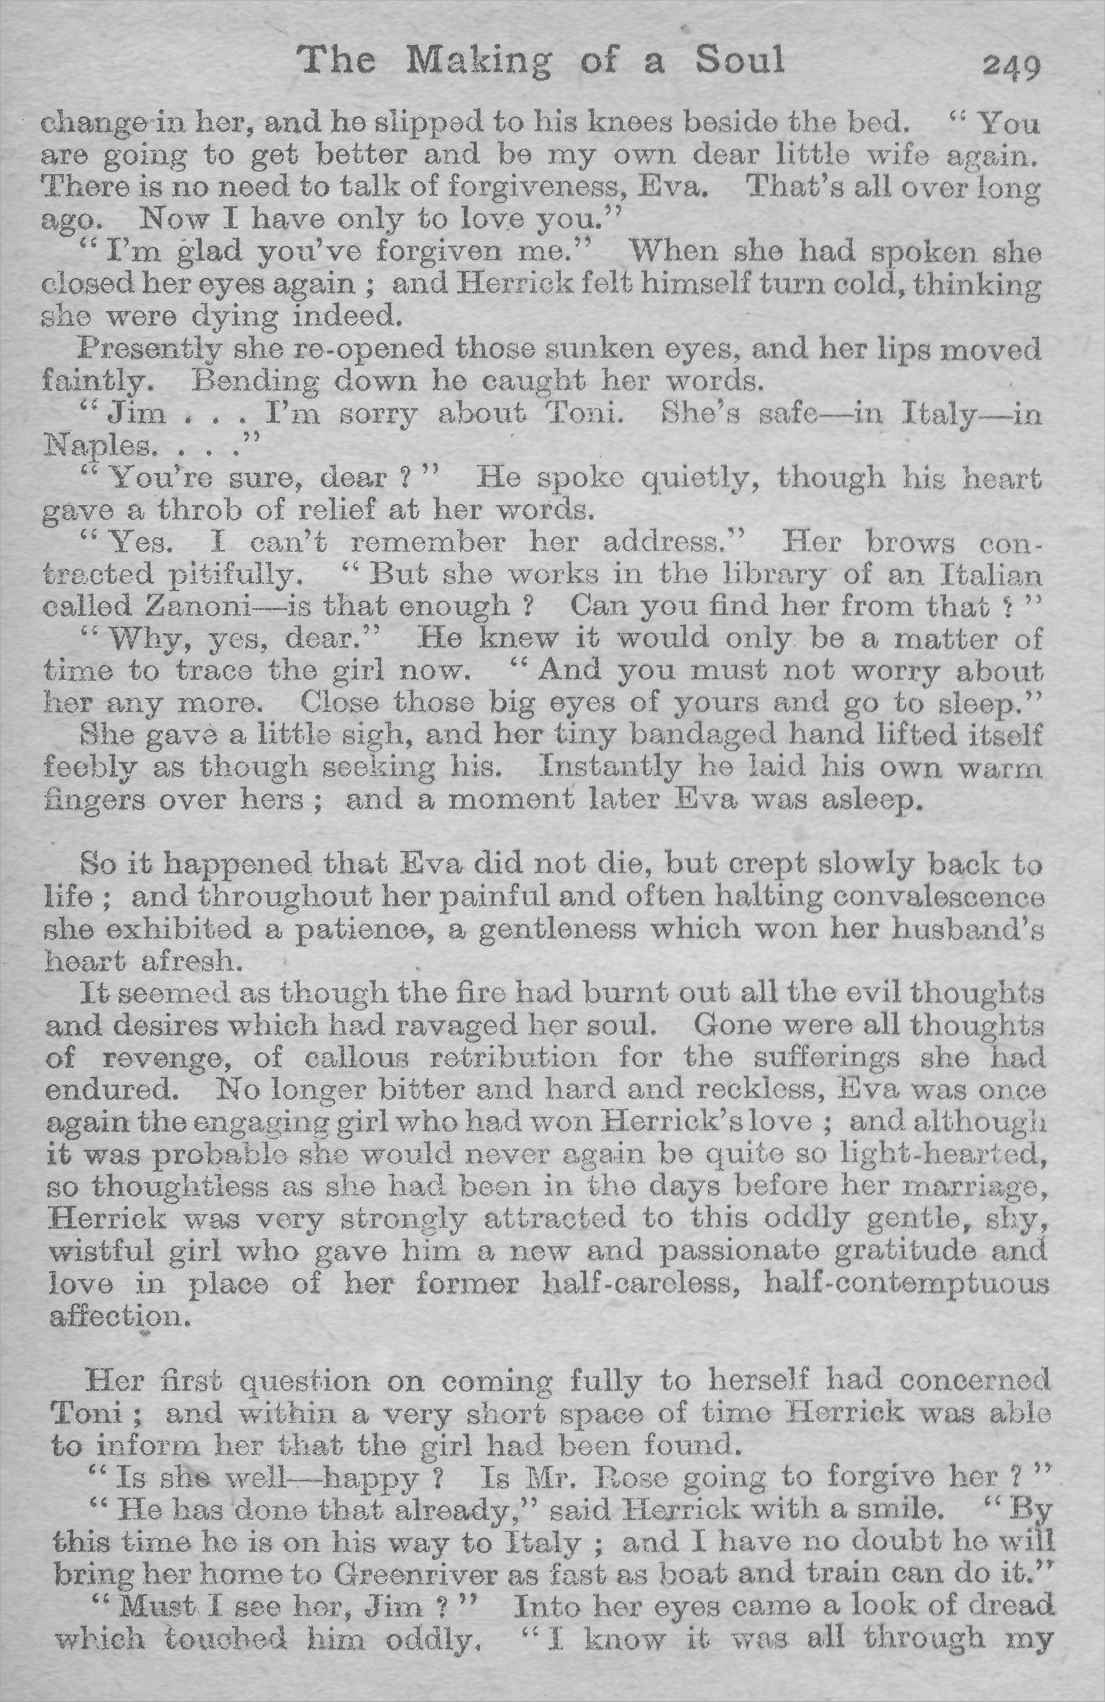 The Making of a Soul 249
change in her, and he slipped to his knees beside the bed. “ You
are going to get better and be my own dear little wife again.
There is no need to talk of forgiveness, Eva. That’s all over long
ago. Now I have only to love you.”
“ I’m glad you’ve forgiven me.” When she had spoken she
closed her eyes again ; and Herrick felt himself turn cold, thinking
she were dying indeed.
Presently she re-opened those sunken eyes, and her lips moved
faintly. Bending down he caught her words.
“ Jim . . . I’m sorry about Toni. She’s safe—in Italy—in
Naples. . . .”
“ You’re sure, dear ? ” He spoke quietly, though his heart
gave a throb of relief at her words.
“ Yes. I can’t remember her address.” Her brows con-
tracted pitifully. “ But she works in the library of an Italian
called Zanoni—is that enough ? Can you find her from that ? ”
“ Why, yes, dear.” He knew it would only be a matter of
time to trace the girl now. “ And you must not worry about
her any more. Close those big eyes of yours and go to sleep.”
She gave a little sigh, and her tiny bandaged hand lifted itself
feebly as though seeking his. Instantly he laid his own warm
fingers over hers ; and a moment later Eva was asleep.
So it happened that Eva did not die, but crept slowly back to
life ; and throughout her painful and often halting convalescence
she exhibited a patience, a gentleness which won her husband’s
heart afresh.
It seemed as though the fire had burnt out all the evil thoughts
and desires which had ravaged her soul. Gone were all thoughts
of revenge, of callous retribution for the sufferings she had
endured. No longer bitter and hard and reckless, Eva was once
again the engaging girl who had won Herrick’s love ; and although
it was probable she would never again be quite so light-hearted,
so thoughtless as she had been in the days before her marriage,
Herrick was very strongly attracted to this oddly gentle, shy,
wistful girl who gave him a new and passionate gratitude and
love in place of her former half-careless, half-contemptuous
affection.
Her first question on coming fully to herself had concerned
Toni ; and within a very short space of time Herrick was able
to inform her that the girl had been found.
“ Is she well—happy ? Is Mr. Rose going to forgive her ? ”
“ He has done that already,” said Herrick with a smile. “ By
this time he is on his way to Italy ; and I have no doubt he will
bring her home to Greenriver as fast as boat and train can do it.”
“ Must I see her, Jim ? ” Into her eyes came a look of dread
which touched him oddly. “ I know it was all through my